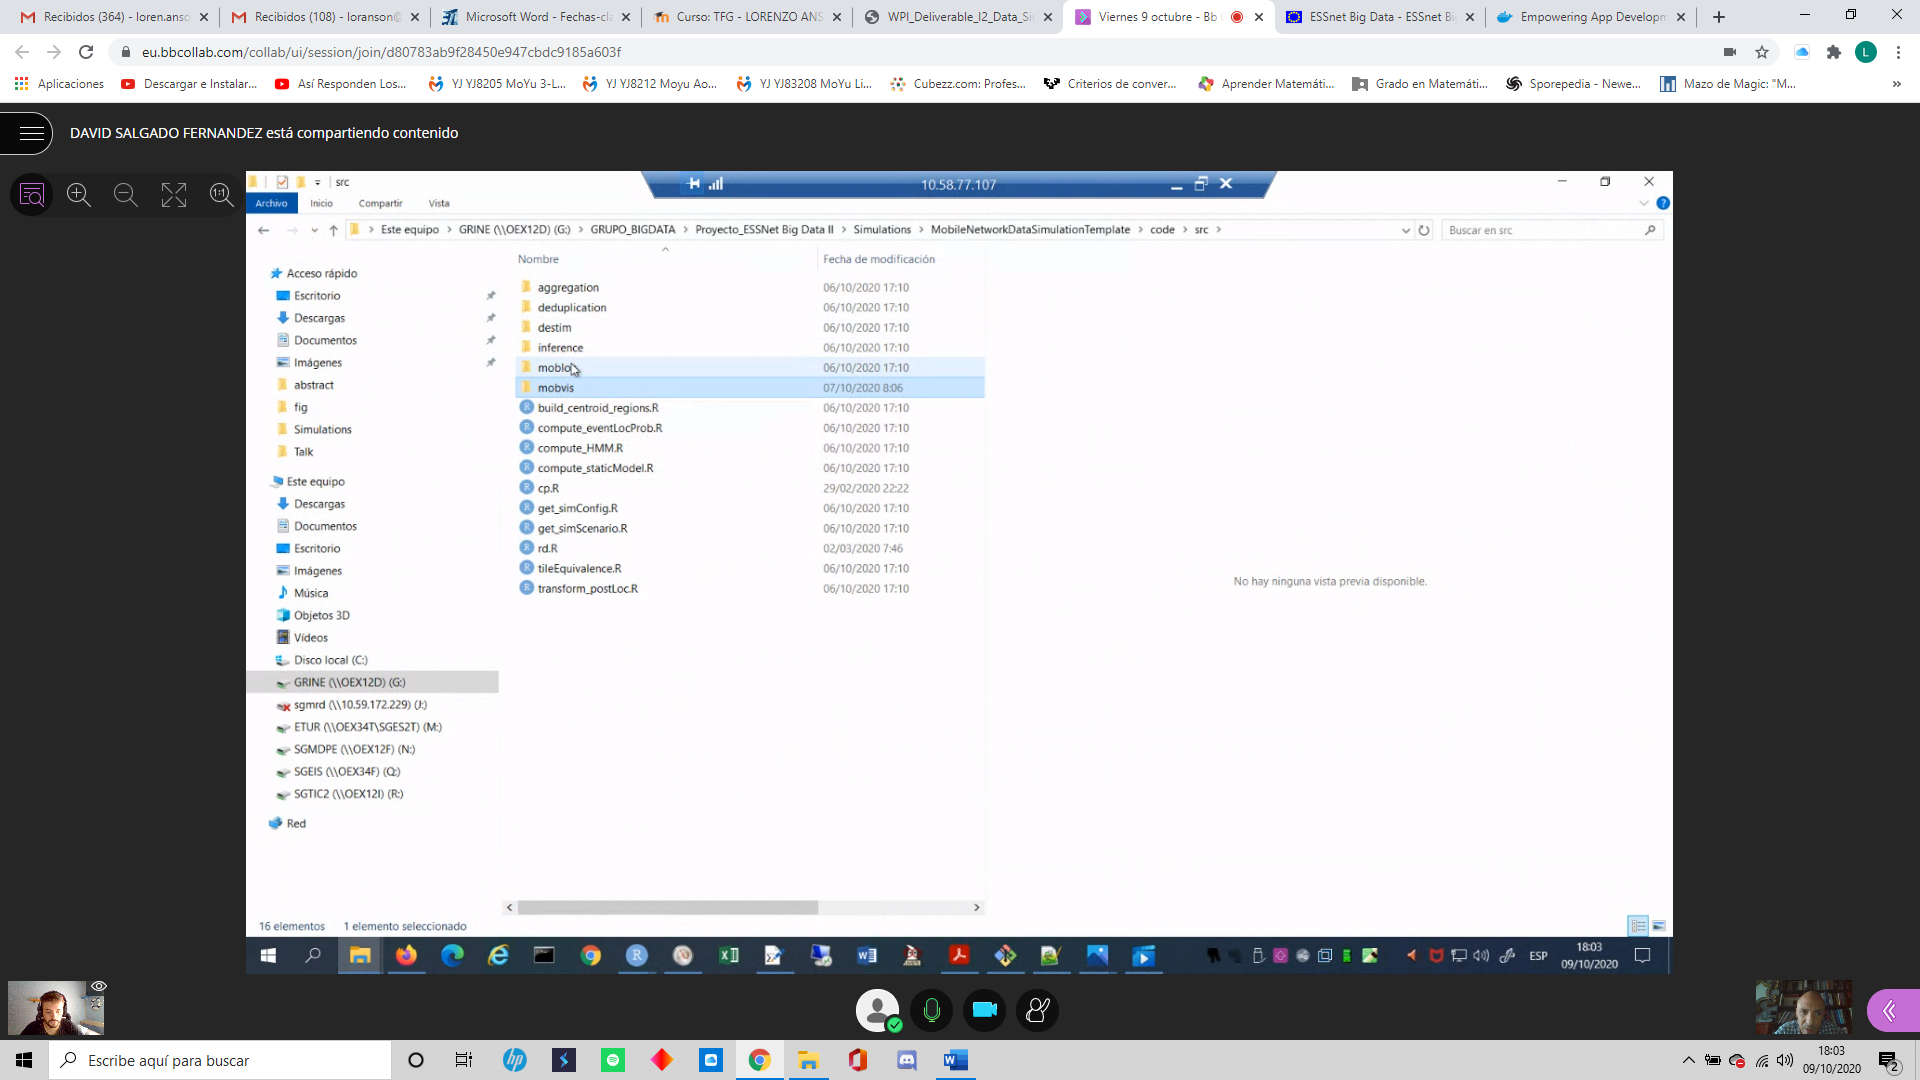 Recibidos (364) - loren.anso
Recibidos (108) - loranson@
Microsoft Word - Fechas-cla
Curso: TFG - LORENZO ANS
WPI_Deliverable_I2_Data_Sim
Viernes 9 octubre - Bb
ESSnet Big Data - ESSnet Big
Empowering App Developm
eu.bbcollab.com/collab/ui/session/join/d80783ab9f28450e947cbdc9185a603f
L
Aplicaciones
Descargar e Instalar...
Así Responden Los...
YJ YJ8205 MoYu 3-L...
YJ YJ8212 Moyu Ao...
YJ YJ83208 MoYu Li...
Cubezz.com: Profes...
Criterios de conver...
Aprender Matemáti...
Grado en Matemáti...
Sporepedia - Newe...
Mazo de Magic: "M...
»
DAVID SALGADO FERNANDEZ está compartiendo contenido
1:1
src
10.58.77.107
Archivo
Inicio
Compartir
Vista
Este equipo > GRINE (\\OEX12D) (G:) > GRUPO_BIGDATA > Proyecto_ESSNet Big Data II > Simulations > MobileNetworkDataSimulationTemplate > code > src >
Buscar en src
Nombre
Fecha de modificación
Acceso rápido
Escritorio
Descargas
Documentos
Imágenes
abstract
fig
Simulations
Talk
Este equipo
Descargas
Documentos
Escritorio
Imágenes
Música
Objetos 3D
Vídeos
Disco local (C:)
GRINE (\\OEX12D) (G:)
sgmrd (\\10.59.172.229) (J:)
ETUR (\\OEX34T\SGES2T) (M:)
SGMDPE (\\OEX12F) (N:)
SGEIS (\\OEX34F) (Q:)
SGTIC2 (\\OEX12I) (R:)
Red
aggregation 06/10/2020 17:10
deduplication 06/10/2020 17:10
destim 06/10/2020 17:10
inference 06/10/2020 17:10
moblo 06/10/2020 17:10
mobvis 07/10/2020 8:06
build_centroid_regions.R 06/10/2020 17:10
compute_eventLocProb.R 06/10/2020 17:10
compute_HMM.R 06/10/2020 17:10
compute_staticModel.R 06/10/2020 17:10
cp.R 29/02/2020 22:22
get_simConfig.R 06/10/2020 17:10
get_simScenario.R 06/10/2020 17:10
rd.R 02/03/2020 7:46
tileEquivalence.R 06/10/2020 17:10
transform_postLoc.R 06/10/2020 17:10
No hay ninguna vista previa disponible.
16 elementos
1 elemento seleccionado
ESP
18:03
09/10/2020
Escribe aquí para buscar
18:03
09/10/2020
2